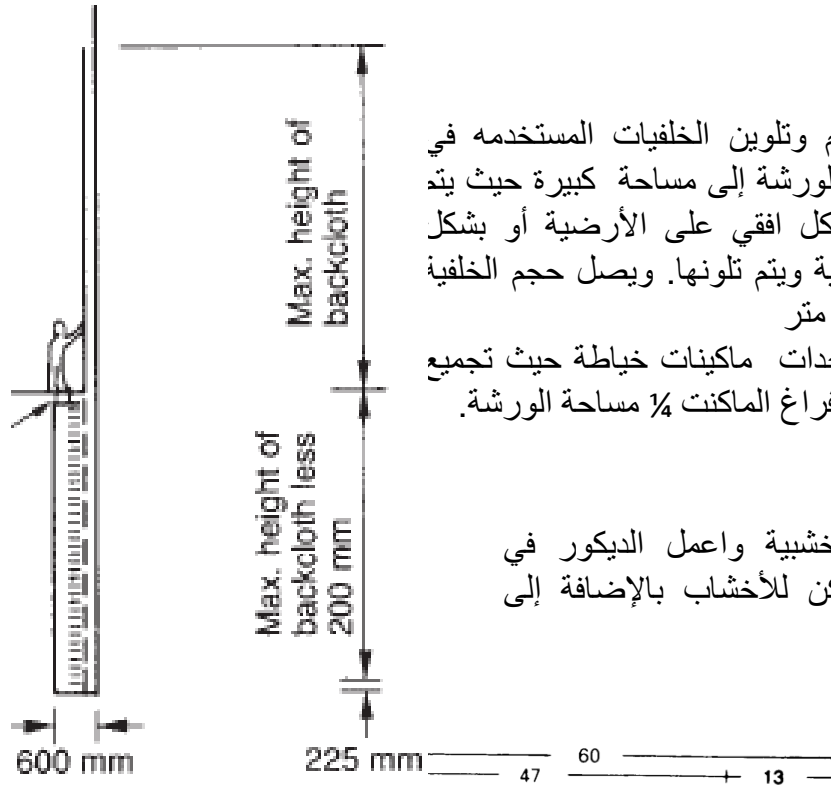 Max. height of
backcloth
Max. height of
backcloth less
200 mm
600 mm
225 mm
وتلوين الخلفيات المستخدمه في
لورشة إلى مساحة كبيرة حيث يتم
كل افقي على الأرضية أو بشكل
ية ويتم تلونها. ويصل حجم الخلفية
متر
دات ماكينات خياطة حيث تجميع
فراغ الماكنت ¼ مساحة الورشة.
خشبية واعمل الديكور في
كن للأخشاب بالإضافة إلى
60
47 13